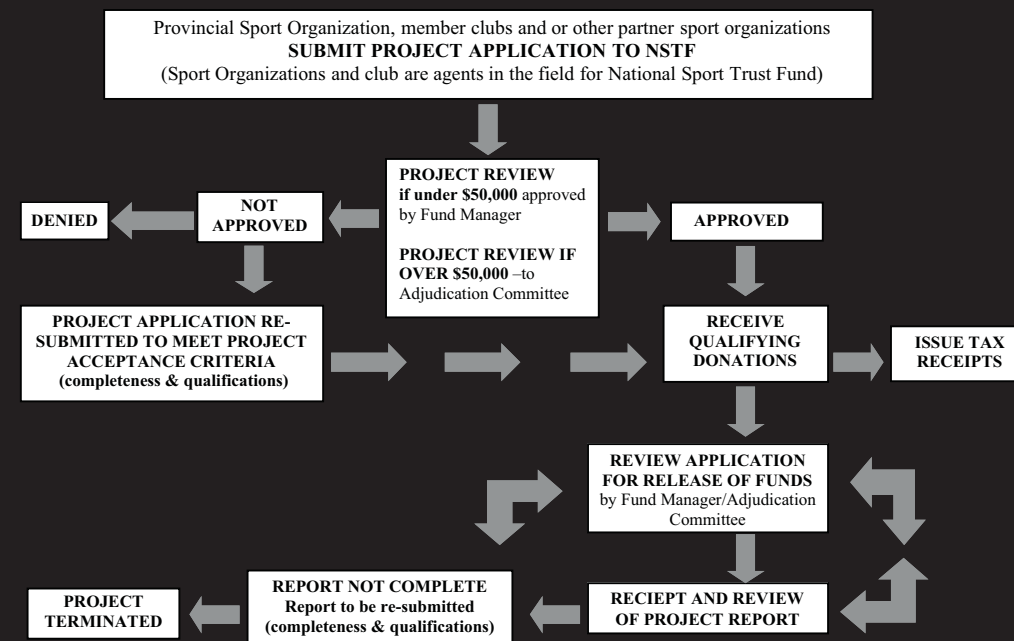 Provincial Sport Organization, member clubs and or other partner sport organizations
SUBMIT PROJECT APPLICATION TO NSTF
(Sport Organizations and club are agents in the field for National Sport Trust Fund)
PROJECT REVIEW
if under $50,000 approved
by Fund Manager
PROJECT REVIEW IF
OVER $50,000 –to
Adjudication Committee
NOT
APPROVED
DENIED
APPROVED
PROJECT APPLICATION RE-
SUBMITTED TO MEET PROJECT
ACCEPTANCE CRITERIA
(completeness & qualifications)
RECEIVE
QUALIFYING
DONATIONS
ISSUE TAX
RECEIPTS
REVIEW APPLICATION
FOR RELEASE OF FUNDS
by Fund Manager/Adjudication
Committee
RECIEPT AND REVIEW
OF PROJECT REPORT
REPORT NOT COMPLETE
Report to be re-submitted
(completeness & qualifications)
PROJECT
TERMINATED